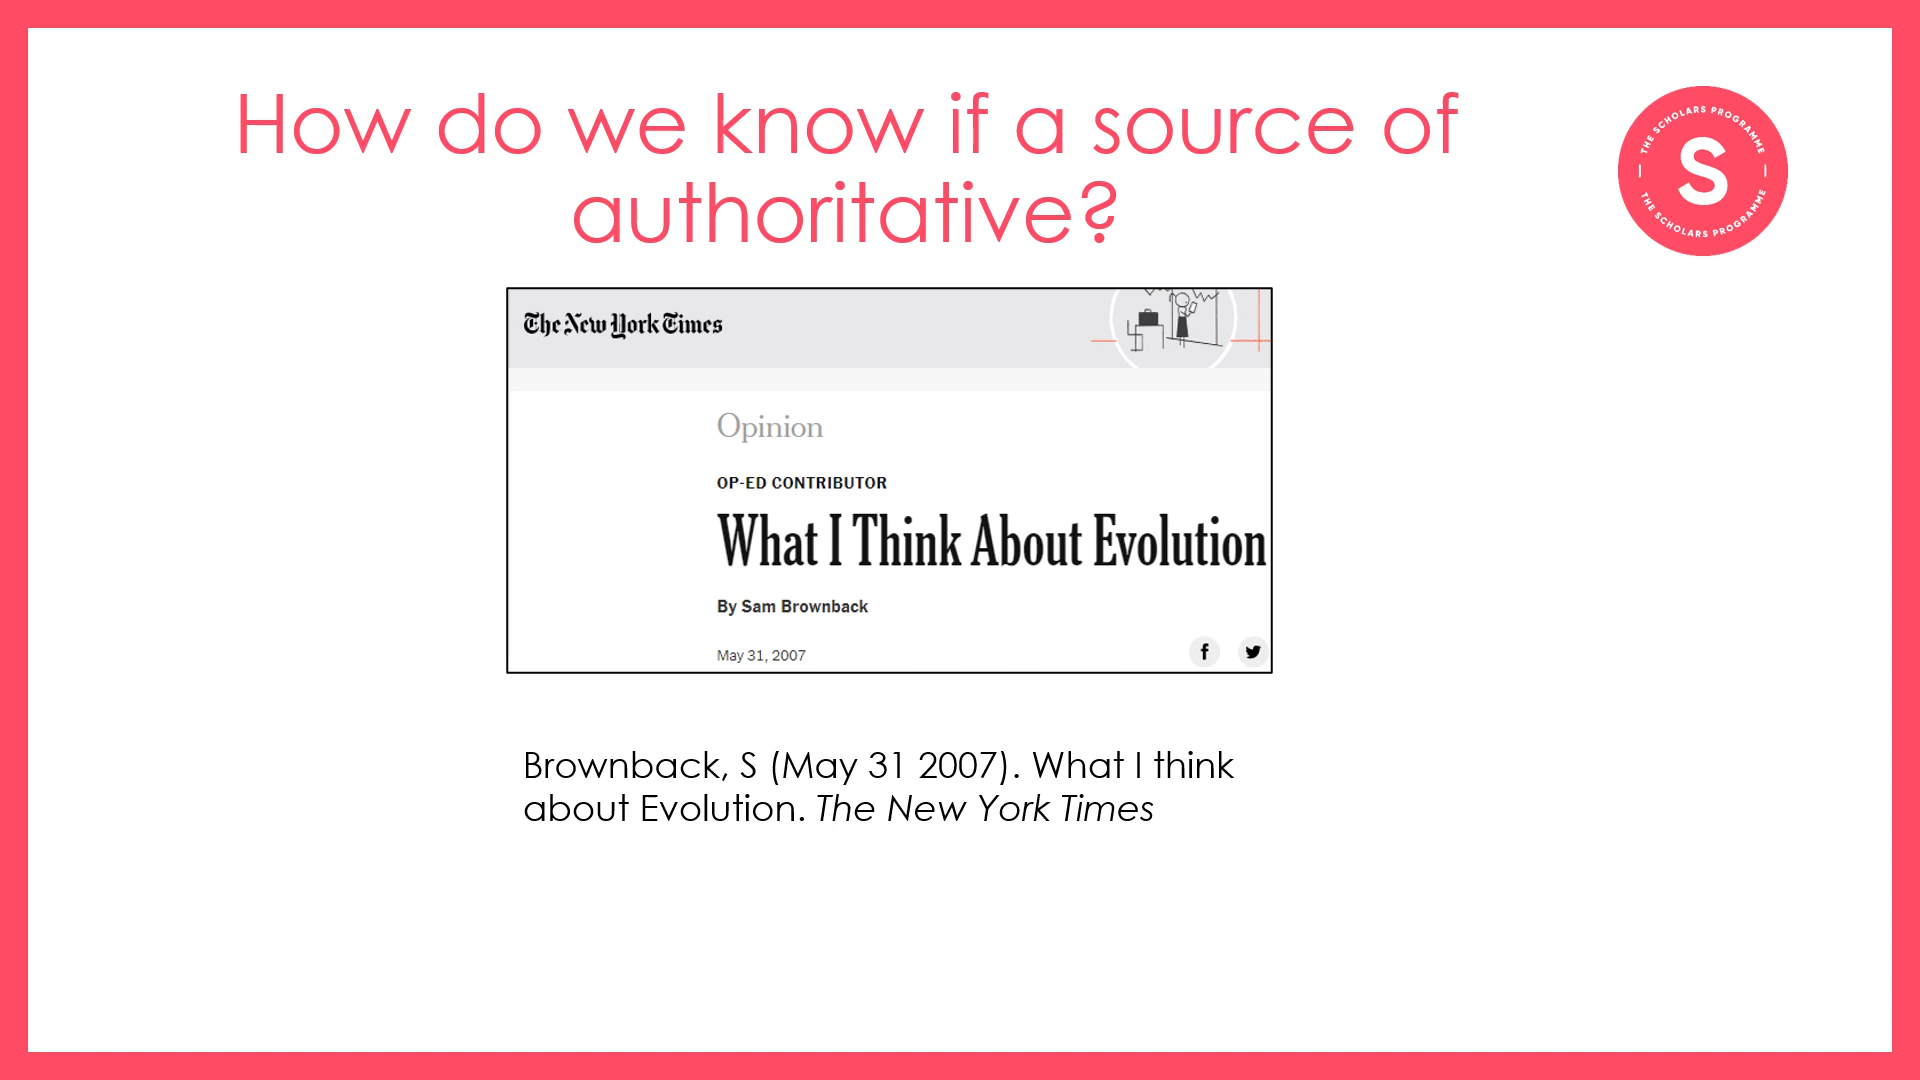 How do we know if a source of
authoritative?
THE SCHOLARS PROGRAMME
S
THE SCHOLARS PROGRAMME
The New York Times
Opinion
OP-ED CONTRIBUTOR
What I Think About Evolution
By Sam Brownback
May 31, 2007
Brownback, S (May 31 2007). What I think
about Evolution. The New York Times